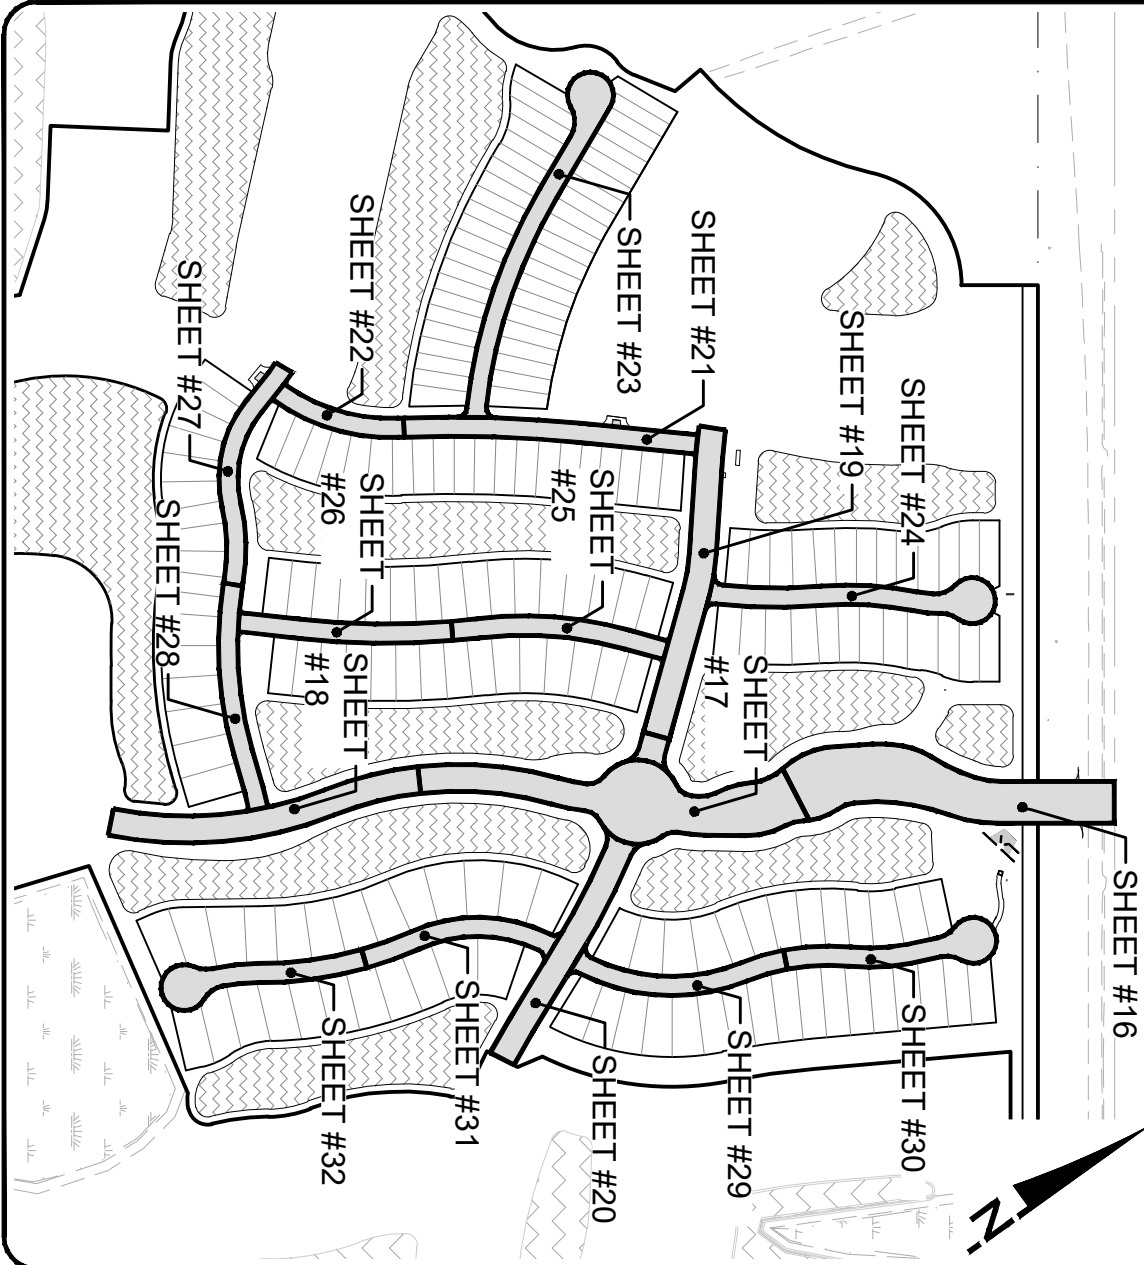 SHEET #16
SHEET
#17
SHEET
#18
SHEET #19
SHEET #20
SHEET #21
SHEET #22
SHEET #23
SHEET #24
SHEET
#25
SHEET
#26
SHEET #27
SHEET #28
SHEET #29
SHEET #30
SHEET #31
SHEET #32
N